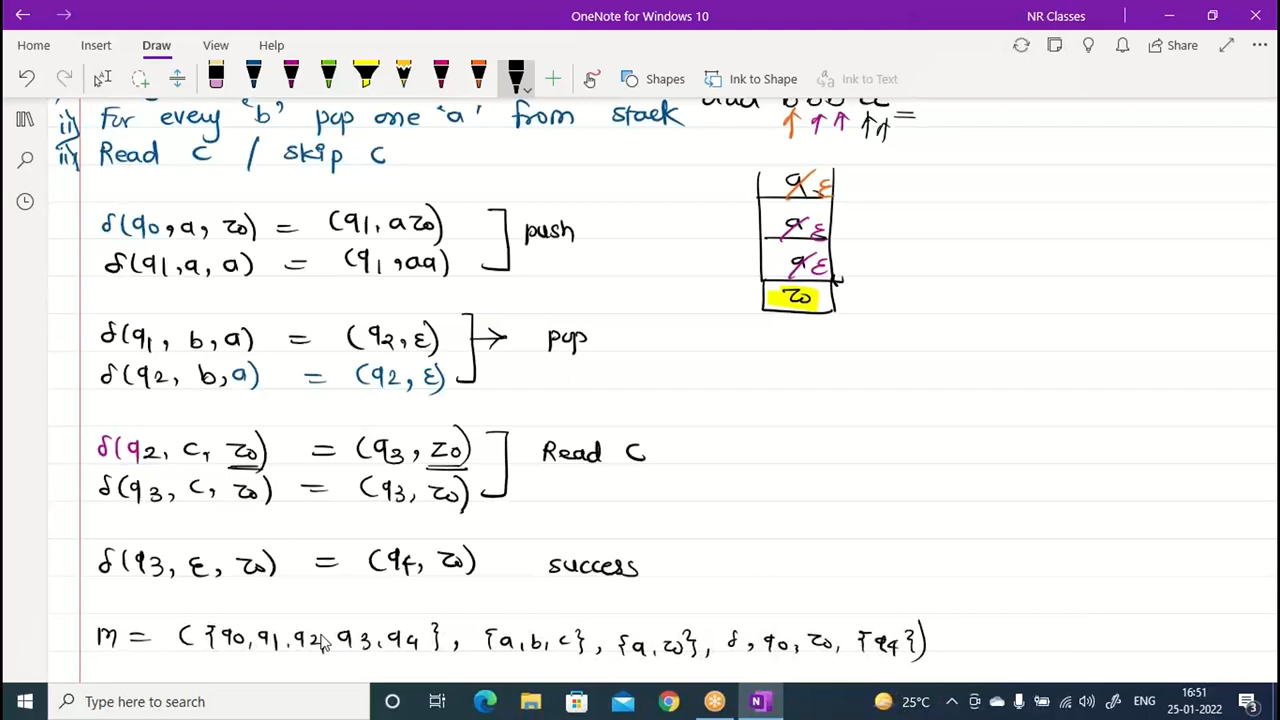 OneNote for Windows 10
NR Classes
Home Insert Draw View Help
Share
Shapes
Ink to Shape
Ink to Text
ii) For every 'b' pop one 'a' from stack
iii) Read C / skip C
δ(q0, a, z0) = (q1, az0)
δ(q1, a, a) = (q1, aa)
push
δ(q1, b, a) = (q2, ε)
δ(q2, b, a) = (q2, ε)
pop
δ(q2, c, z0) = (q3, z0)
δ(q3, c, z0) = (q3, z0)
Read C
δ(q3, ε, z0) = (qf, z0) success
M = ({q0, q1, q2, q3, q4}, {a, b, c}, {a, z0}, δ, q0, z0, {q4})
a ε
a ε
a ε
z0
Type here to search
25°C
ENG
16:51
25-01-2022
3